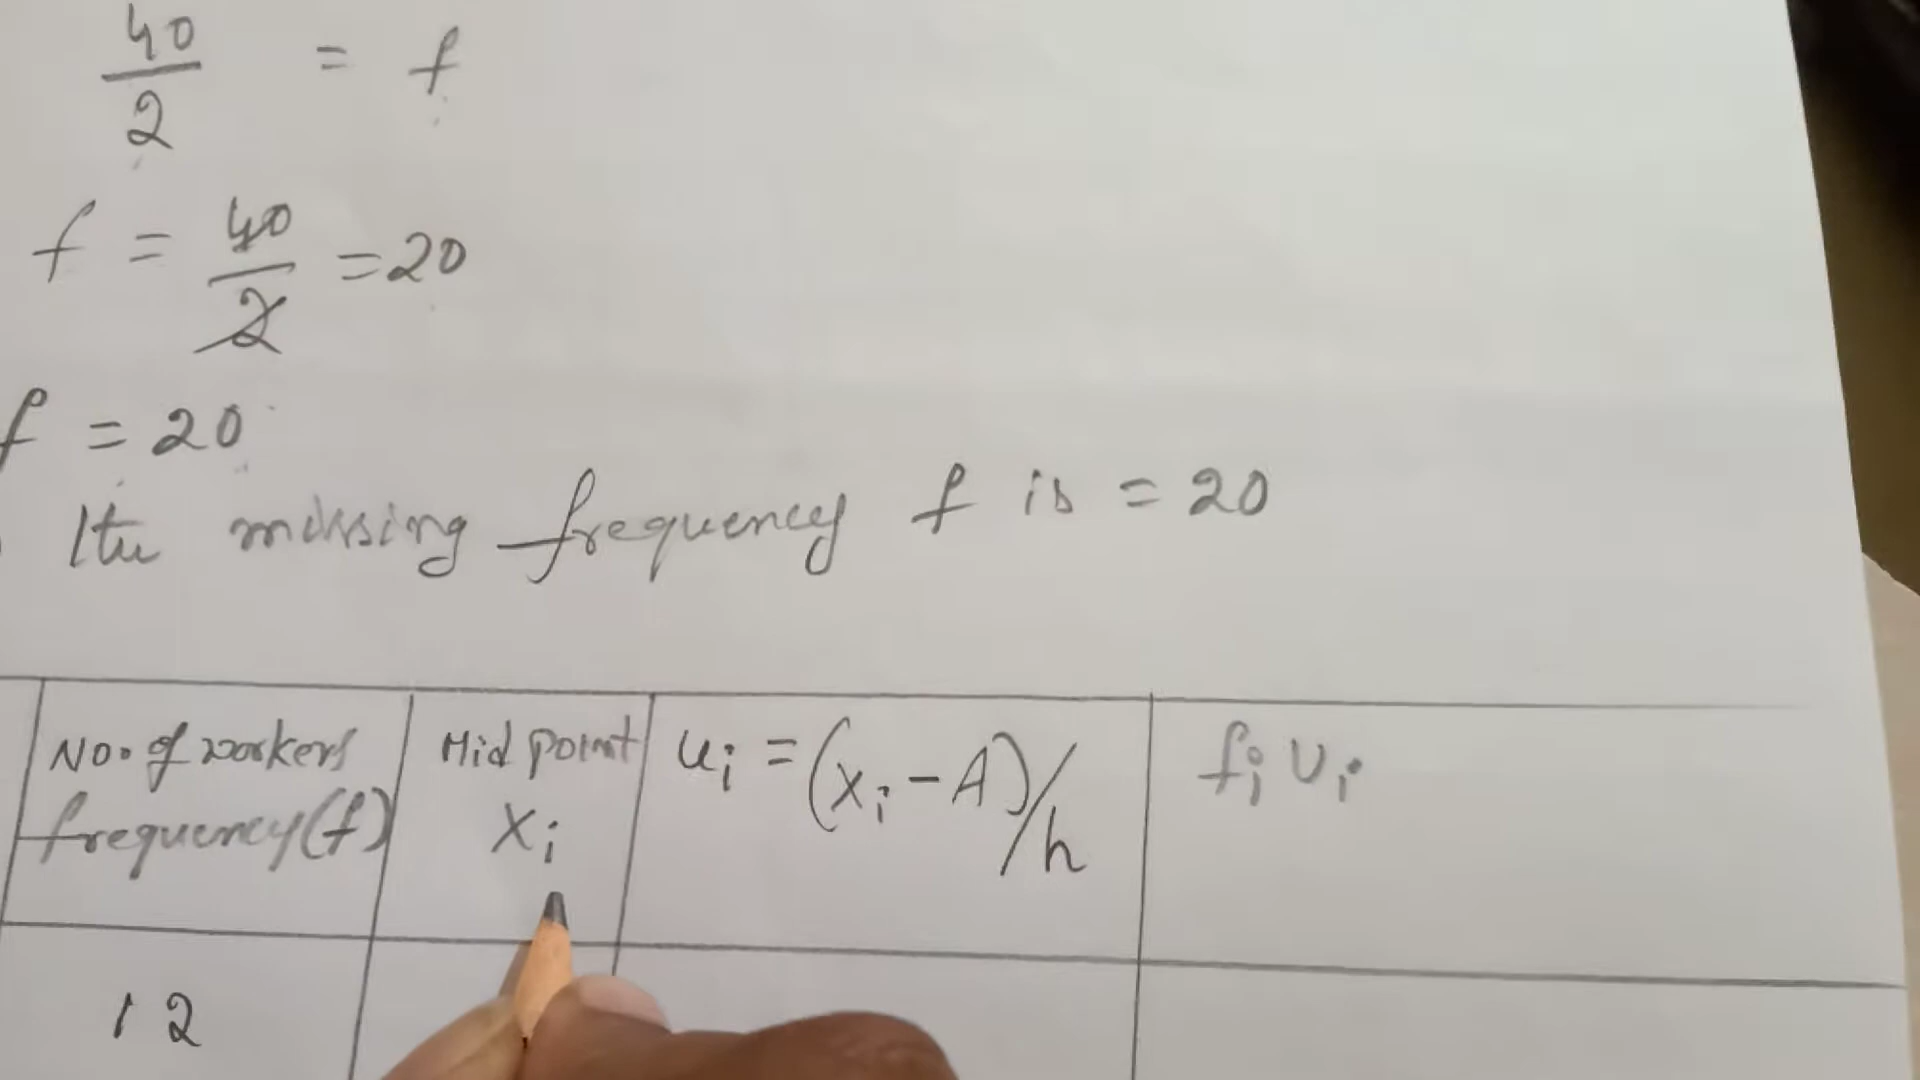 40/2 = f
f = 40/2 = 20
f = 20
missing frequency f is = 20
No. of workers frequency (f)
Mid point xi
ui = (xi - A)/h
fi ui
12